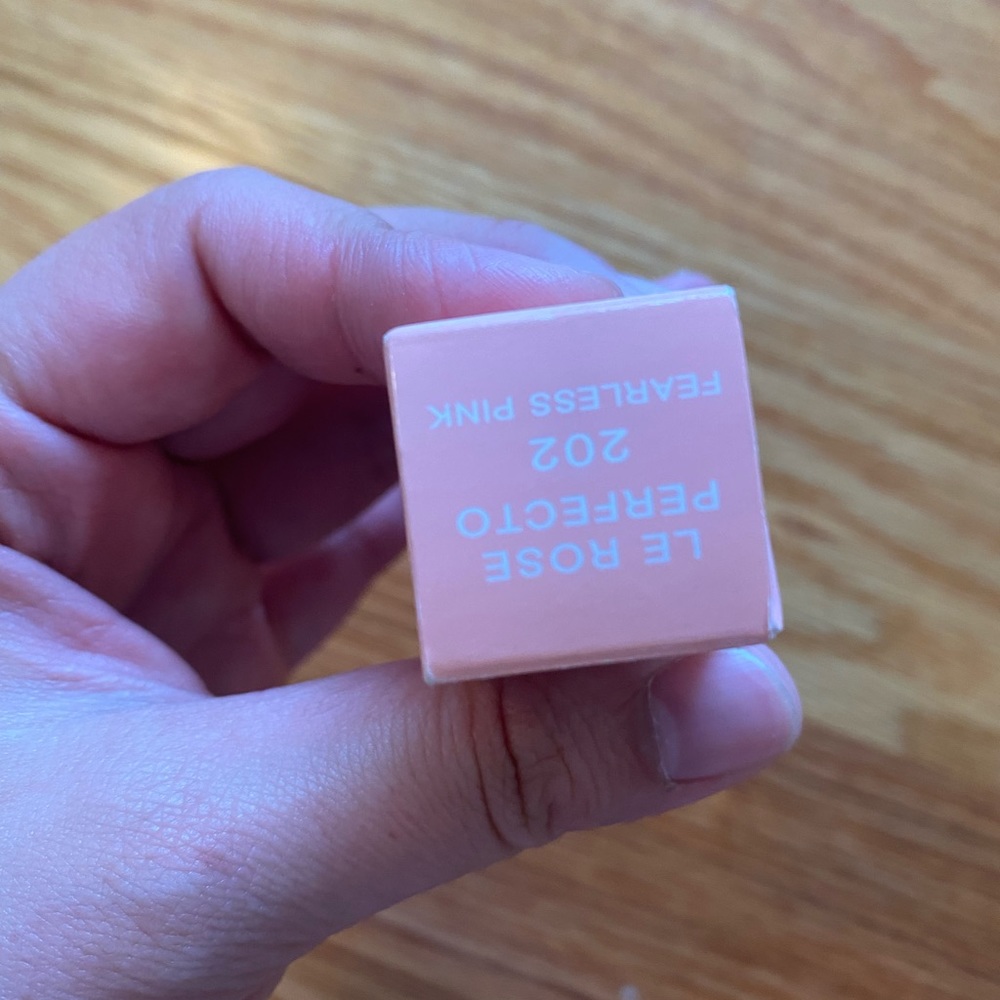 LE ROSE
PERFECTO
202
FEARLESS PINK